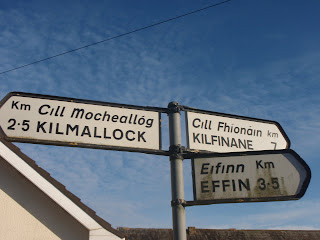 Km Cill Mocheallóg
2·5 KILMALLOCK
Cill Fhionáin km
KILFINANE 7
Eifinn Km
EFFIN 3·5